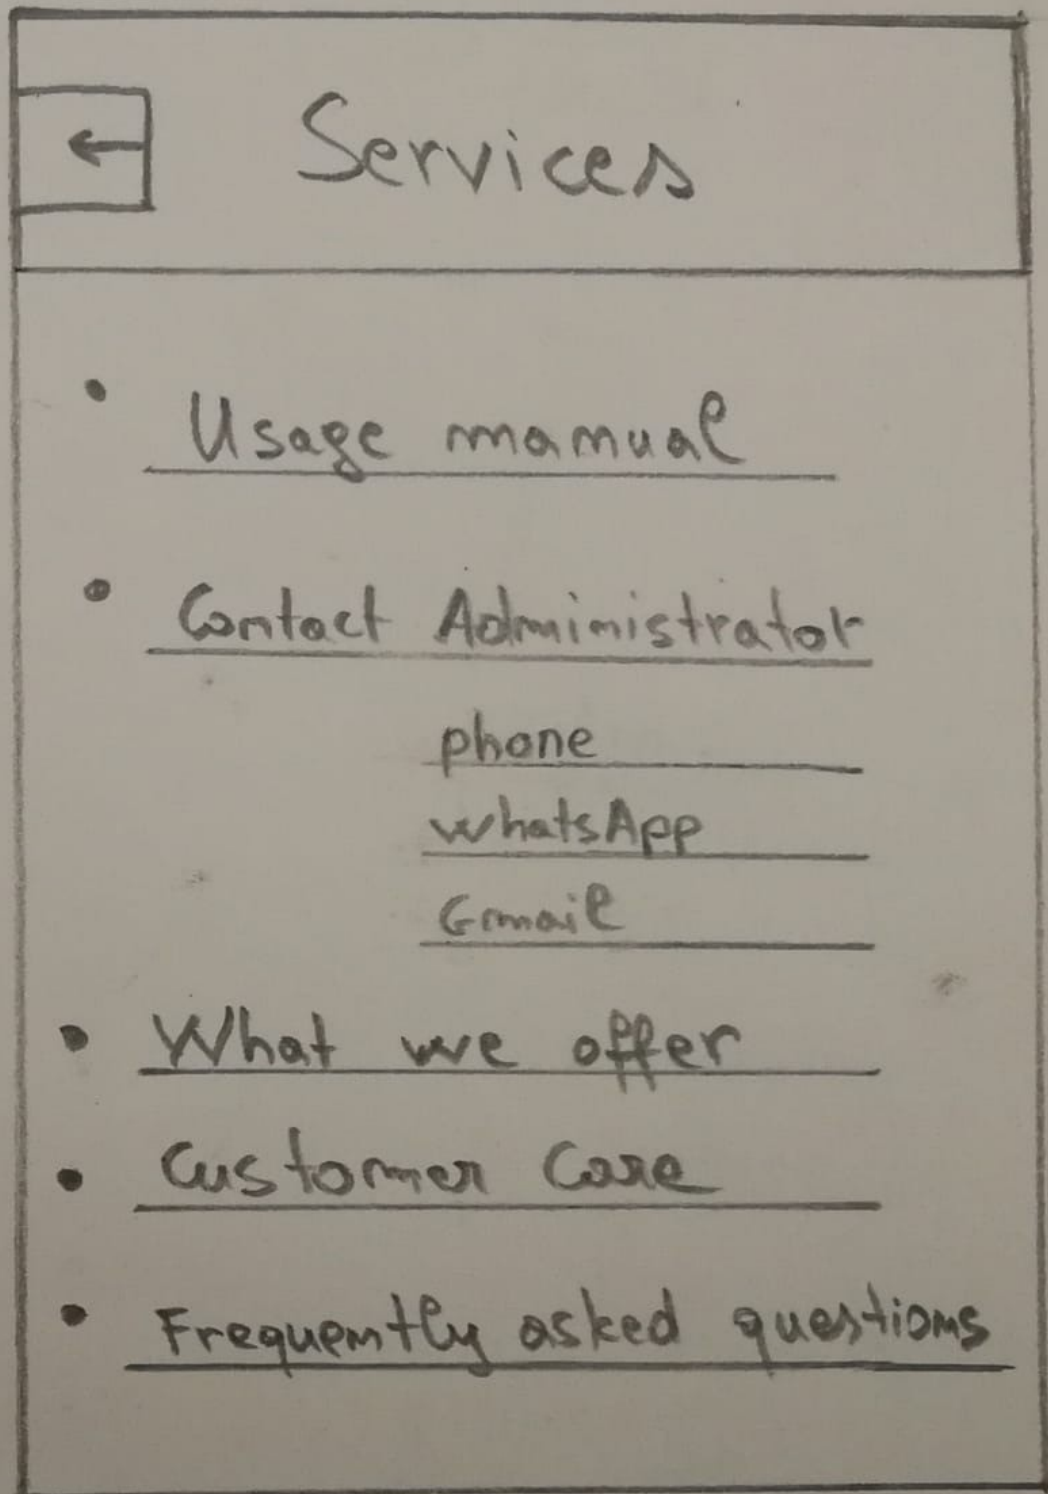 Services
Usage manual
Contact Administrator
phone
whatsApp
Gmail
What we offer
Customer Care
Frequently asked questions